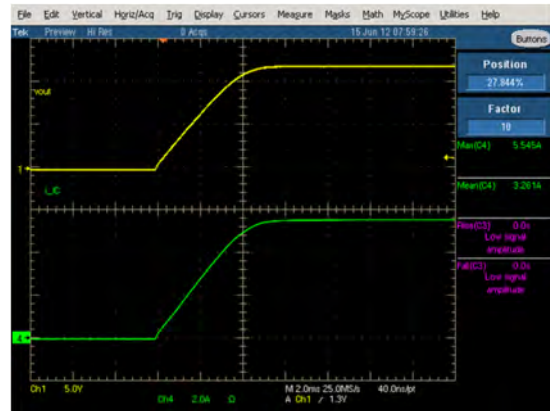 File Edit Vertical Horiz/Acq Trig Display Cursors Measure Masks Math MyScope Utilities Help
Tek Preview Hi Res 0 Acqs 15 Jun 12 07:59:26 Buttons
Position
27.844%
Factor
10
vout
Max(C4) 5.545A
1
Mean(C4) 3.261A
i_IC
Rise(C3) 0.0s
Low signal
amplitude
Fall(C3) 0.0s
Low signal
amplitude
4
Ch1 5.0V M 2.0ms 25.0MS/s 40.0ns/pt
Ch4 2.0A Ω A Ch1 / 1.3V